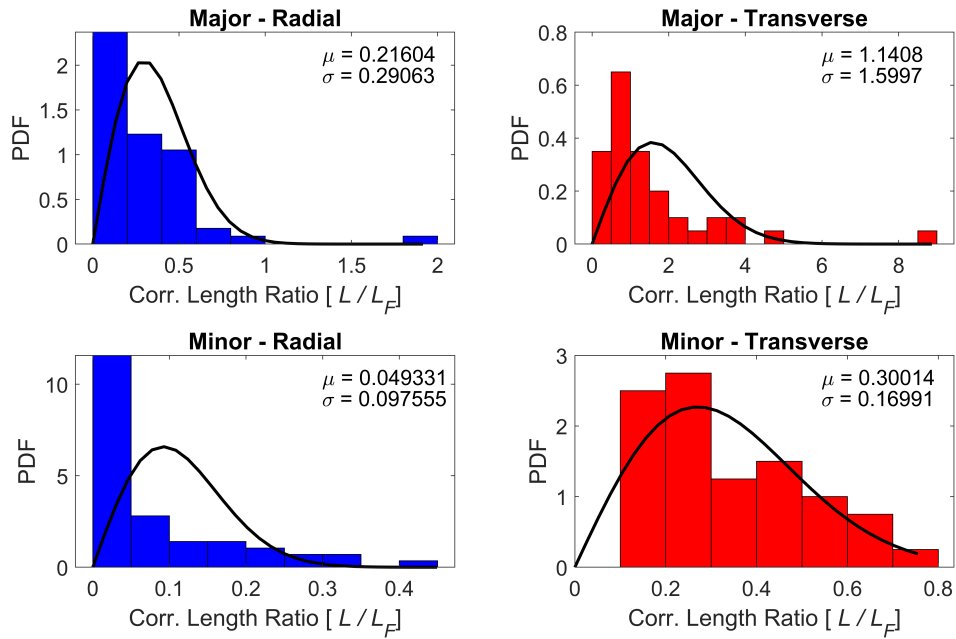 Major - Radial
μ = 0.21604
σ = 0.29063
PDF
2
1.5
1
0.5
0
0 0.5 1 1.5 2
Corr. Length Ratio [ L / L_F]
Major - Transverse
μ = 1.1408
σ = 1.5997
PDF
0.8
0.6
0.4
0.2
0
0 2 4 6 8
Corr. Length Ratio [ L / L_F]
Minor - Radial
μ = 0.049331
σ = 0.097555
PDF
10
5
0
0 0.1 0.2 0.3 0.4
Corr. Length Ratio [ L / L_F]
Minor - Transverse
μ = 0.30014
σ = 0.16991
PDF
3
2
1
0
0 0.2 0.4 0.6 0.8
Corr. Length Ratio [ L / L_F]